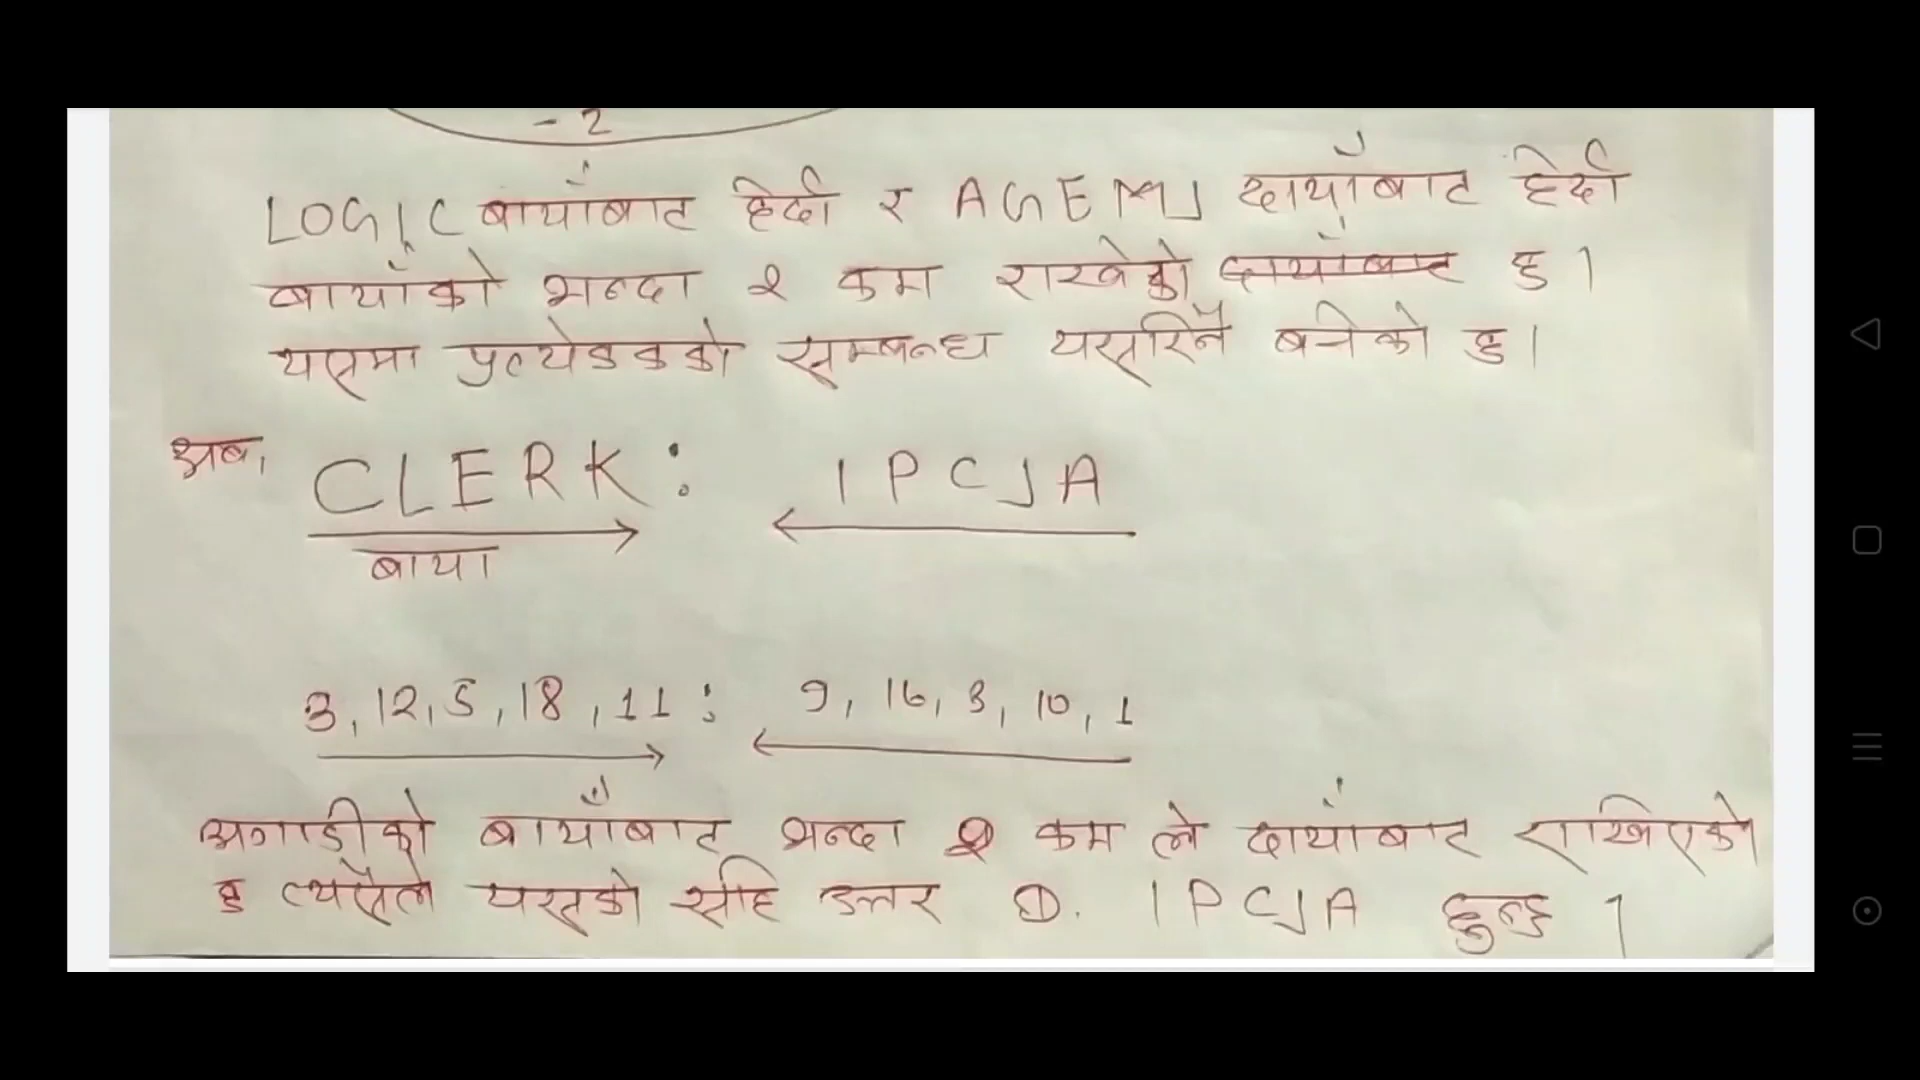 - 2
LOGIC बायाँबाट हेर्दा र AGEMJ दायाँबाट हेर्दा
बायाँको भन्दा २ कम राखेको दायाँबाट छ।
यसमा प्रत्येकको सम्बन्ध यसरिनै बनेको छ।
अब, CLERK : IPCJA
बाया
3, 12, 5, 18, 11 : 9, 16, 3, 10, 1
अगाडीको बायाँबाट भन्दा २ कम ले दायाँबाट राखिएको
छ त्यसैले यसको सहि उत्तर D. IPCJA हुन्छ।